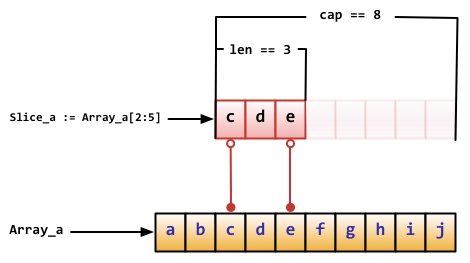 cap == 8
len == 3
Slice_a := Array_a[2:5] c d e
Array_a a b c d e f g h i j